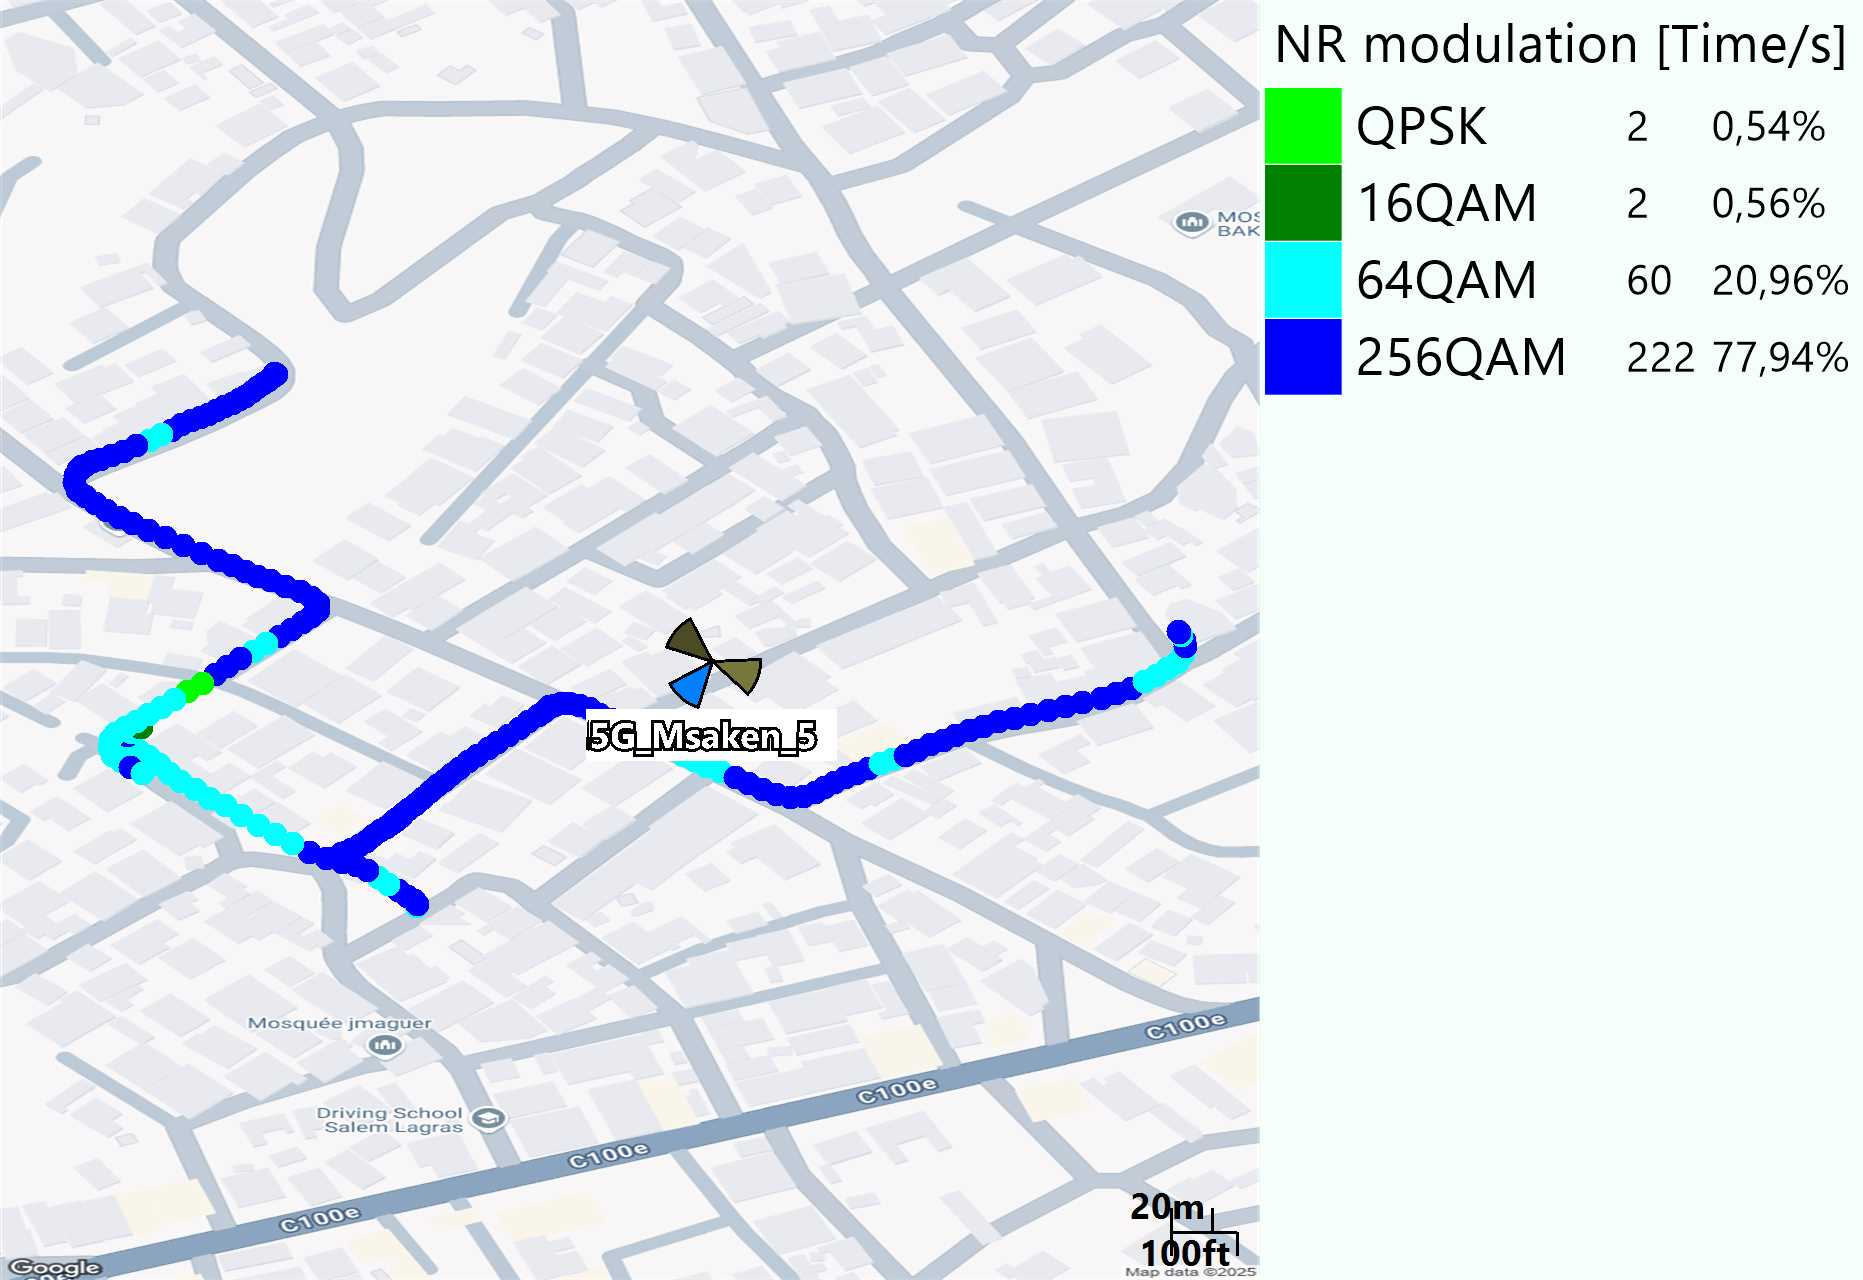 NR modulation [Time/s]
QPSK 2 0,54%
16QAM 2 0,56%
64QAM 60 20,96%
256QAM 222 77,94%
MOS
BAK
5G_Msaken_5
Mosquée jmaguer
C100e
C100e
Driving School
Salem Lagras
C100e
C100e
20m
100ft
Google
Map data ©2025